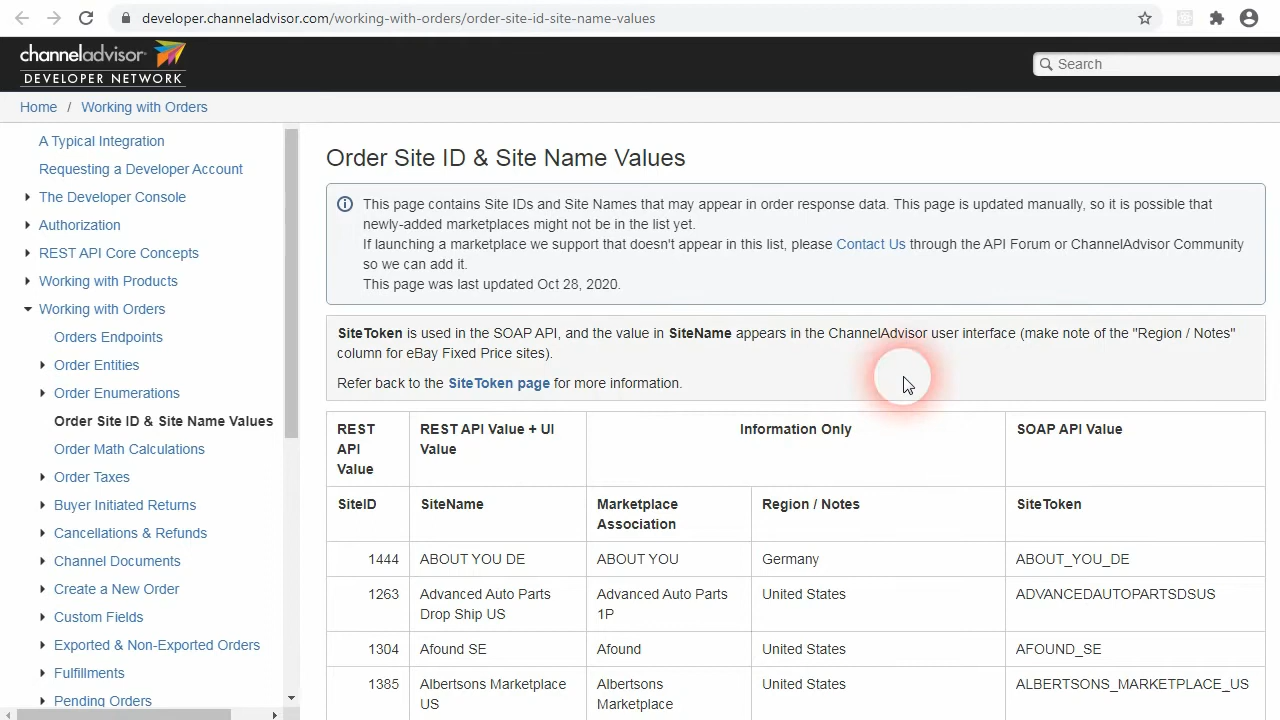 developer.channeladvisor.com/working-with-orders/order-site-id-site-name-values
channeladvisor
DEVELOPER NETWORK
Search
Home / Working with Orders
A Typical Integration
Requesting a Developer Account
The Developer Console
Authorization
REST API Core Concepts
Working with Products
Working with Orders
Orders Endpoints
Order Entities
Order Enumerations
Order Site ID & Site Name Values
Order Math Calculations
Order Taxes
Buyer Initiated Returns
Cancellations & Refunds
Channel Documents
Create a New Order
Custom Fields
Exported & Non-Exported Orders
Fulfillments
Pending Orders
Order Site ID & Site Name Values
This page contains Site IDs and Site Names that may appear in order response data. This page is updated manually, so it is possible that
newly-added marketplaces might not be in the list yet.
If launching a marketplace we support that doesn't appear in this list, please Contact Us through the API Forum or ChannelAdvisor Community
so we can add it.
This page was last updated Oct 28, 2020.
SiteToken is used in the SOAP API, and the value in SiteName appears in the ChannelAdvisor user interface (make note of the "Region / Notes"
column for eBay Fixed Price sites).
Refer back to the SiteToken page for more information.
REST
API
Value
REST API Value + UI
Value
Information Only
SOAP API Value
SiteID
SiteName
Marketplace
Association
Region / Notes
SiteToken
1444
ABOUT YOU DE
ABOUT YOU
Germany
ABOUT_YOU_DE
1263
Advanced Auto Parts
Drop Ship US
Advanced Auto Parts
1P
United States
ADVANCEDAUTOPARTSDSUS
1304
Afound SE
Afound
United States
AFOUND_SE
1385
Albertsons Marketplace
US
Albertsons
Marketplace
United States
ALBERTSONS_MARKETPLACE_US